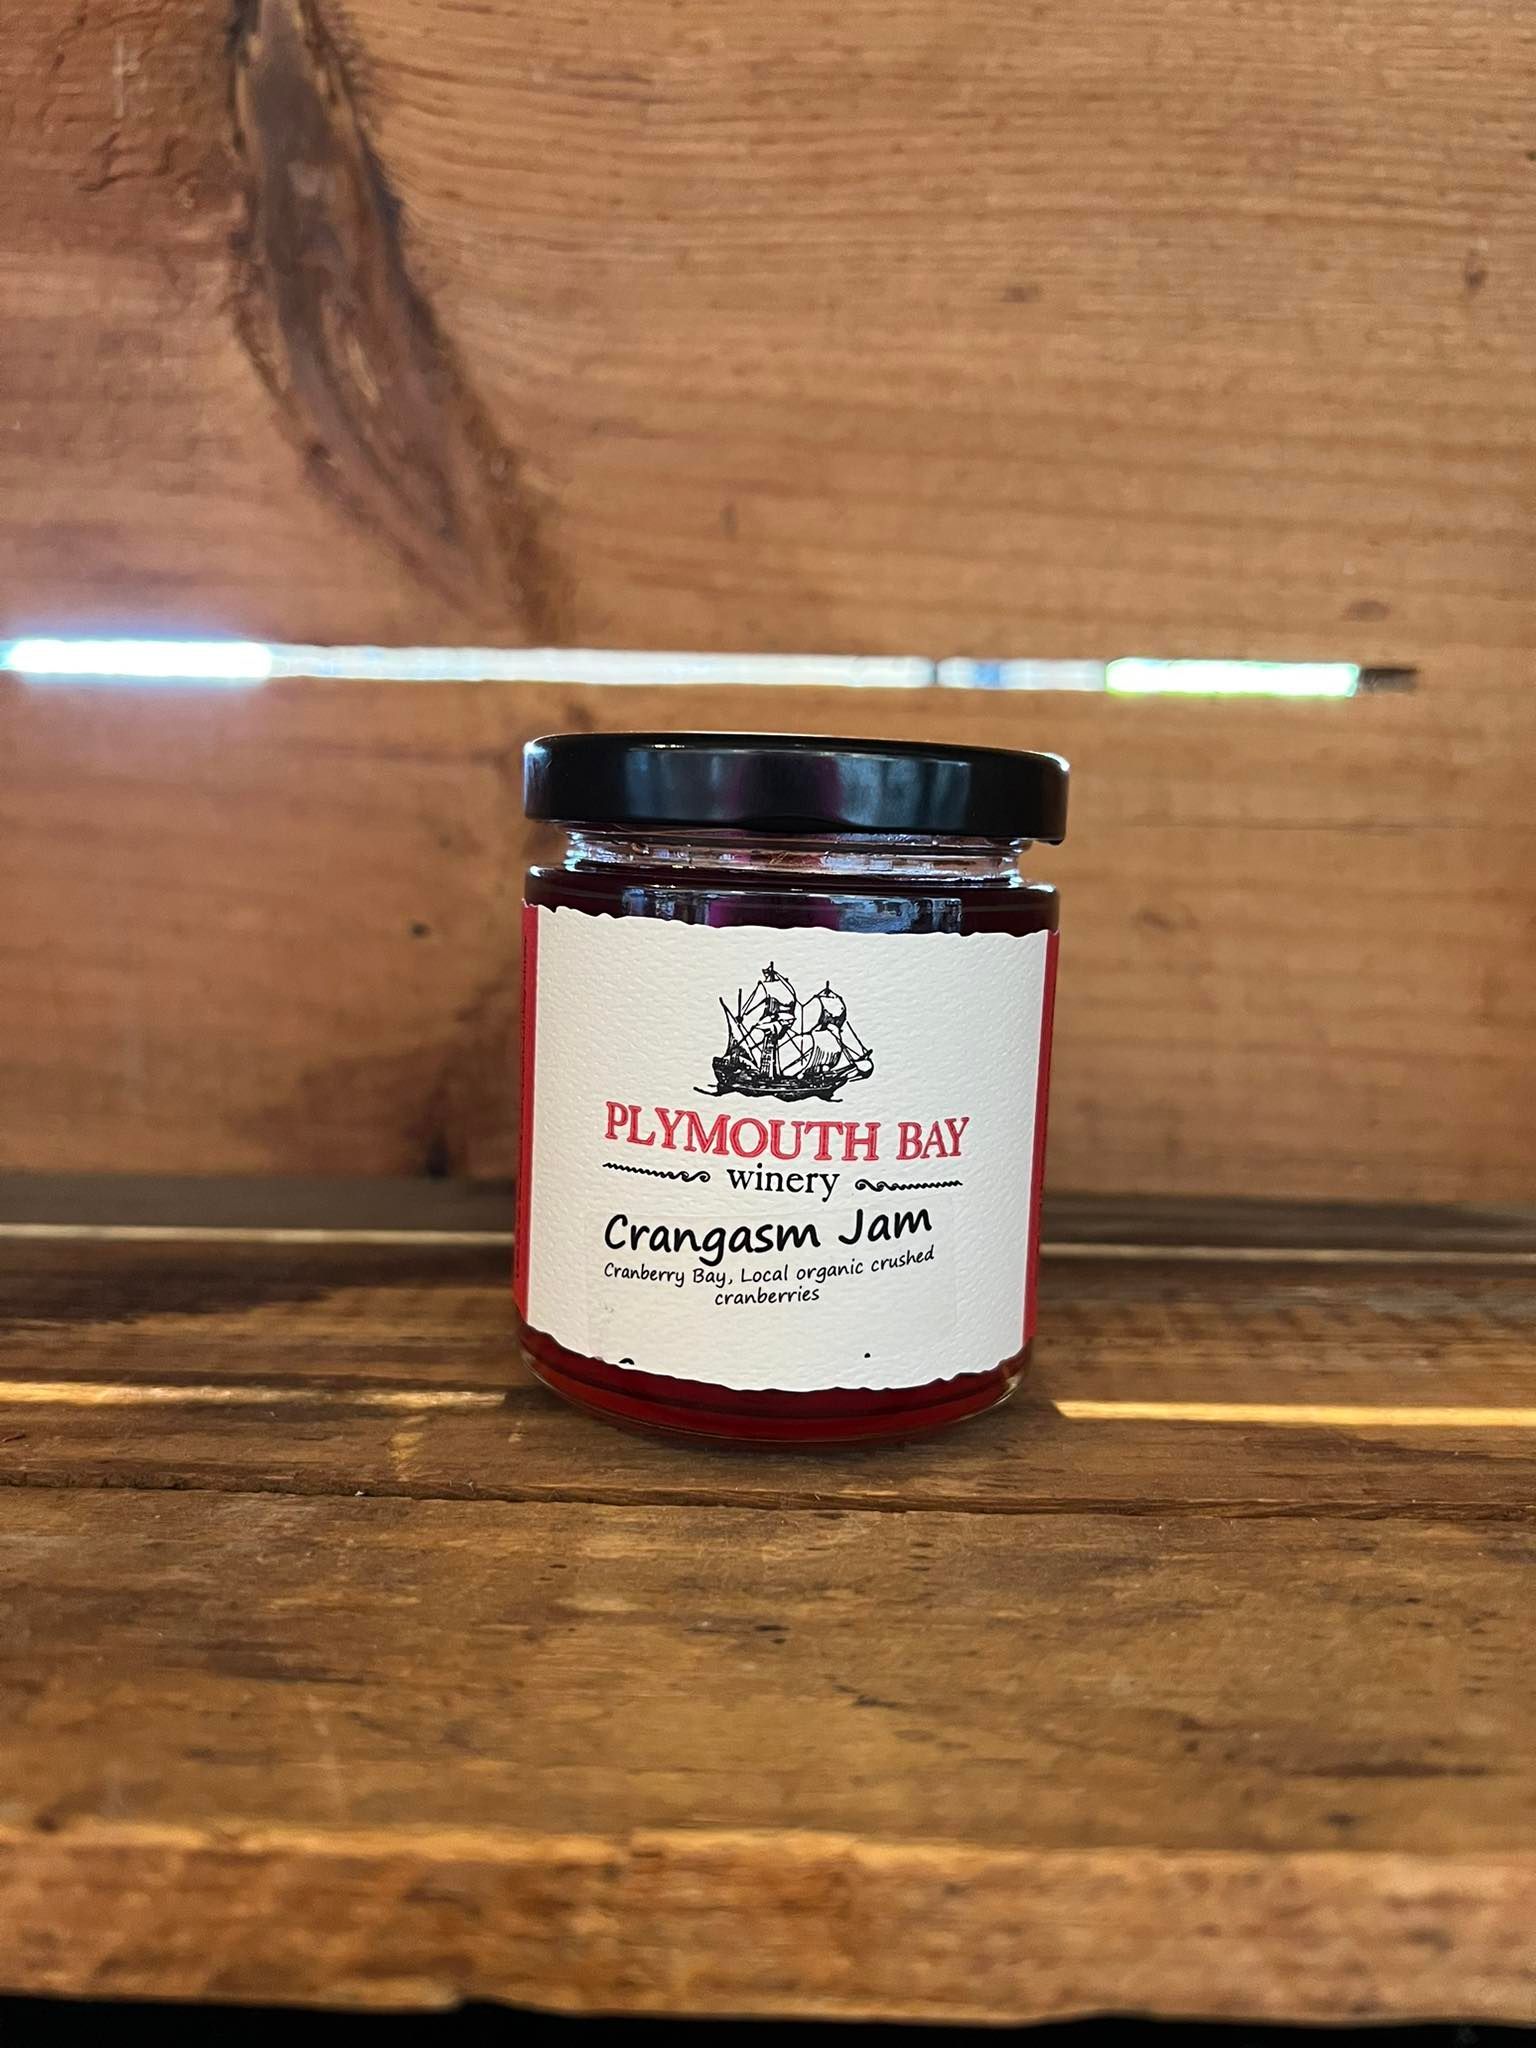 PLYMOUTH BAY
winery
Crangasm Jam
Cranberry Bay, Local organic crushed
cranberries